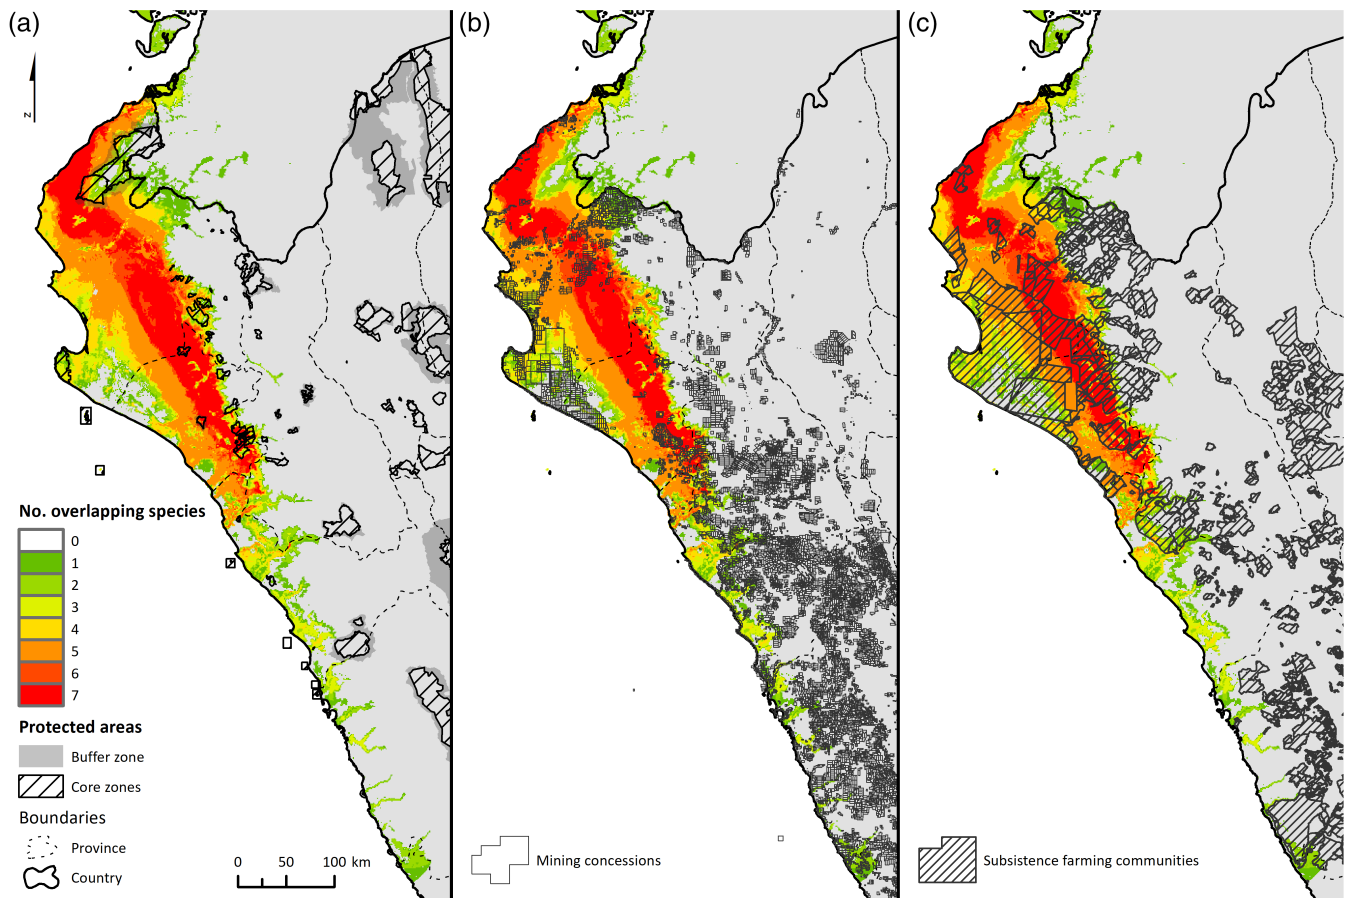 (a)
(b)
(c)
z
No. overlapping species
0
1
2
3
4
5
6
7
Protected areas
Buffer zone
Core zones
Boundaries
Province
Country
0 50 100 km
Mining concessions
Subsistence farming communities